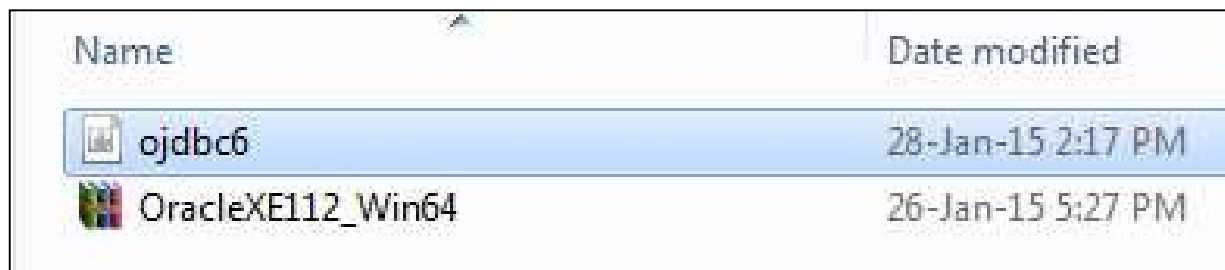 Name Date modified
ojdbc6 28-Jan-15 2:17 PM
OracleXE112_Win64 26-Jan-15 5:27 PM